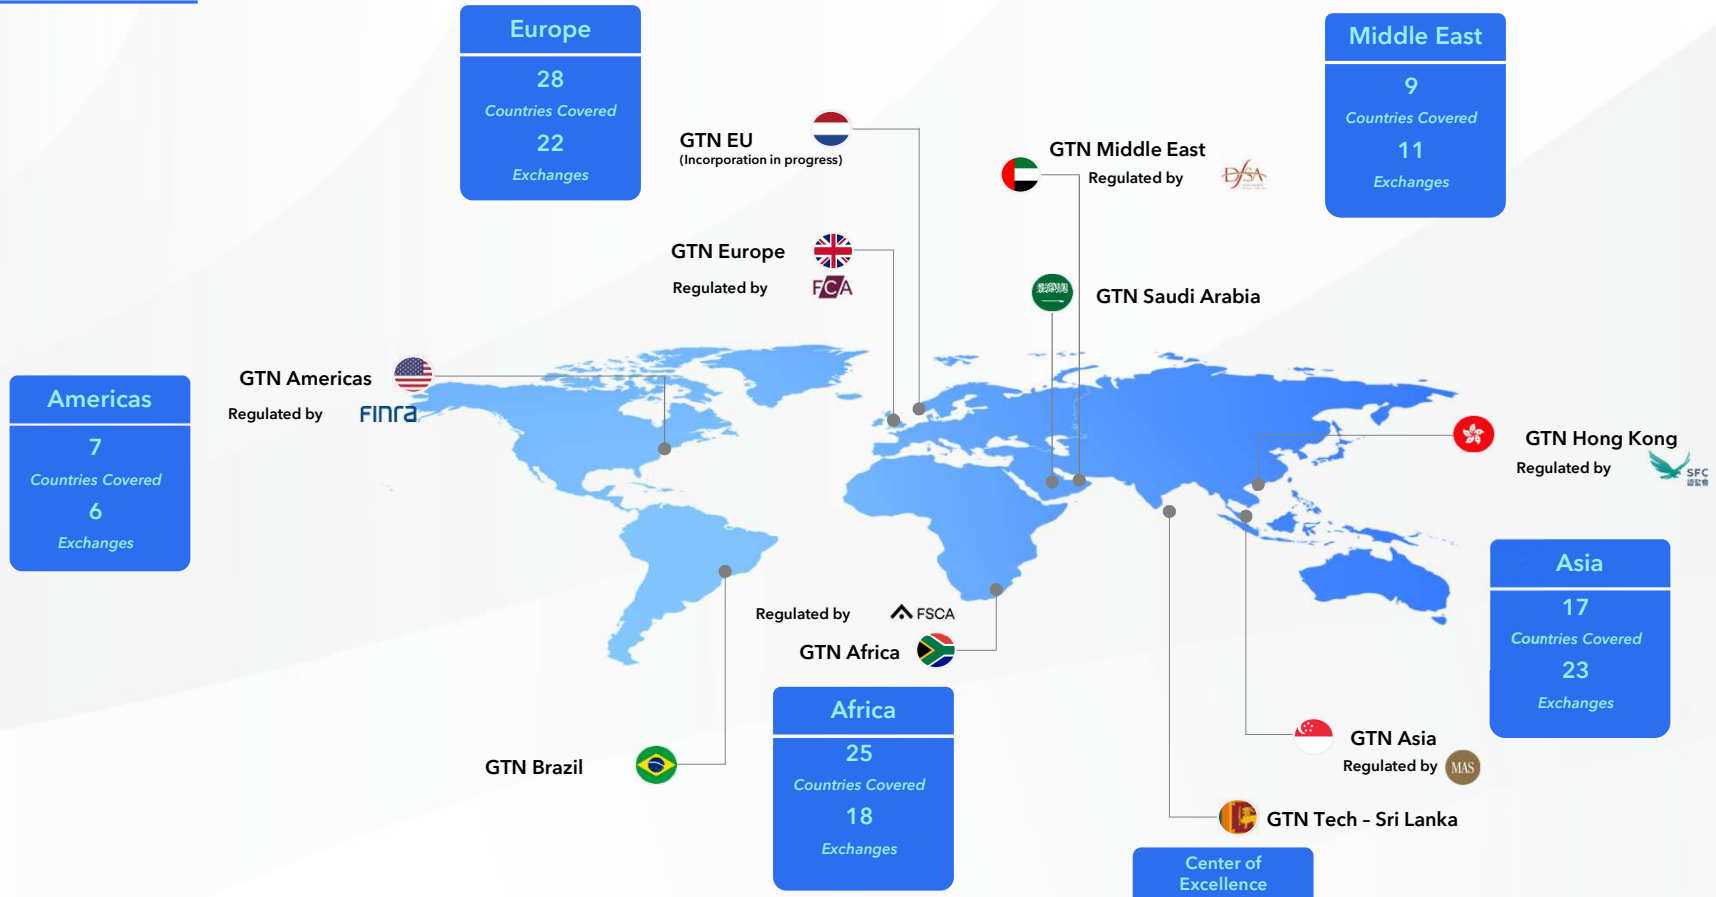 Europe
28
Countries Covered
22
Exchanges
Middle East
9
Countries Covered
11
Exchanges
GTN EU
(Incorporation in progress)
GTN Middle East
Regulated by
DFSA
GTN Europe
Regulated by
FCA
GTN Saudi Arabia
GTN Americas
Regulated by
FINRA
Americas
7
Countries Covered
6
Exchanges
GTN Hong Kong
Regulated by
SFC
證監會
Asia
17
Countries Covered
23
Exchanges
Regulated by
FSCA
GTN Africa
Africa
25
Countries Covered
18
Exchanges
GTN Brazil
GTN Asia
Regulated by
MAS
GTN Tech – Sri Lanka
Center of
Excellence